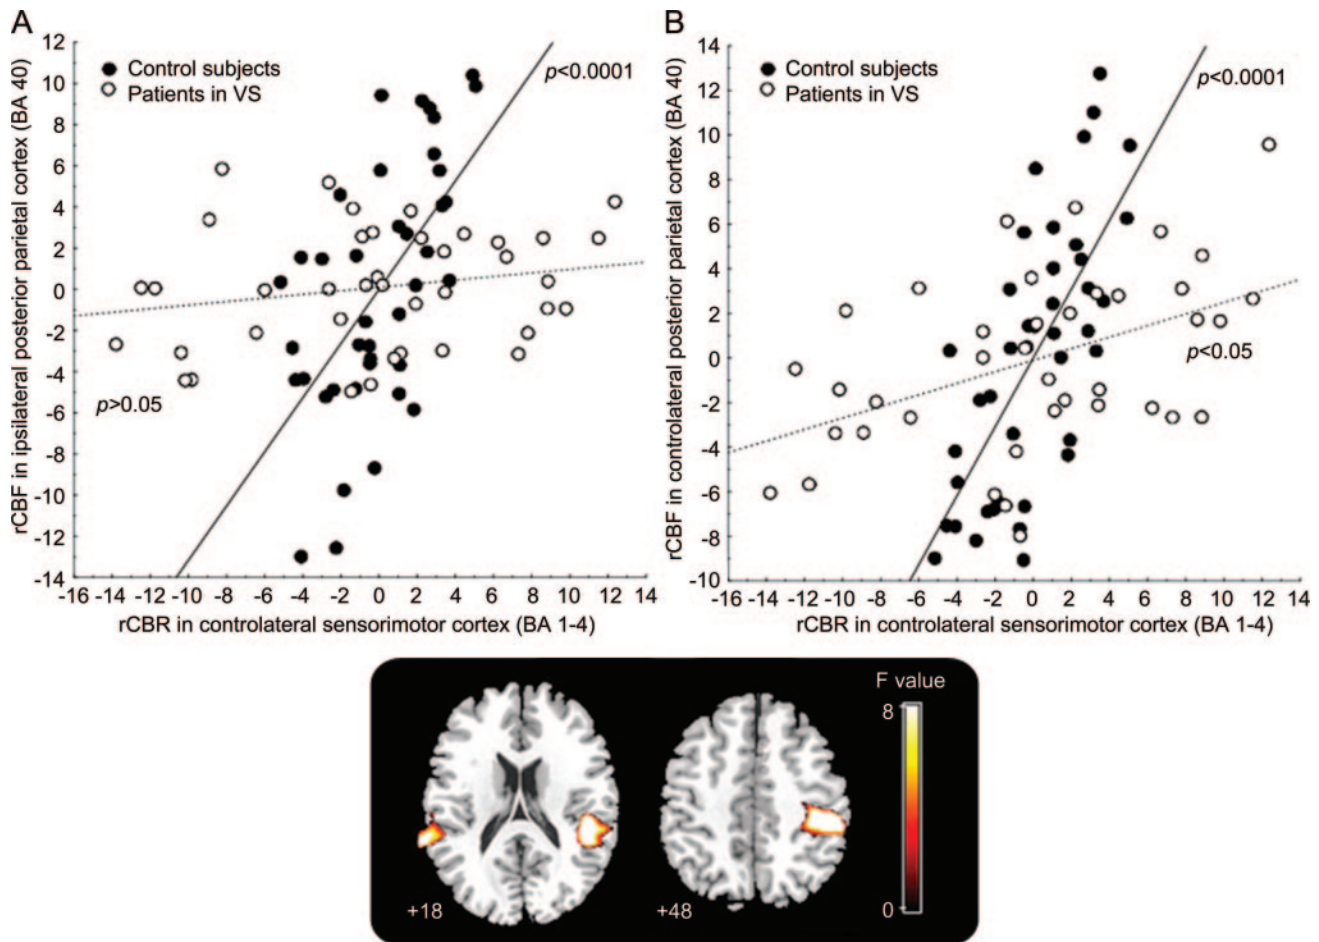 A
rCBF in ipsilateral posterior parietal cortex (BA 40)
12
10
8
6
4
2
0
-2
-4
-6
-8
-10
-12
-14
Control subjects
Patients in VS
p<0.0001
p>0.05
-16 -14 -12 -10 -8 -6 -4 -2 0 2 4 6 8 10 12 14
rCBR in controlateral sensorimotor cortex (BA 1-4)
B
rCBF in controlateral posterior parietal cortex (BA 40)
14
12
10
8
6
4
2
0
-2
-4
-6
-8
-10
Control subjects
Patients in VS
p<0.0001
p<0.05
-16 -14 -12 -10 -8 -6 -4 -2 0 2 4 6 8 10 12 14
rCBR in controlateral sensorimotor cortex (BA 1-4)
F value
8
0
+18
+48